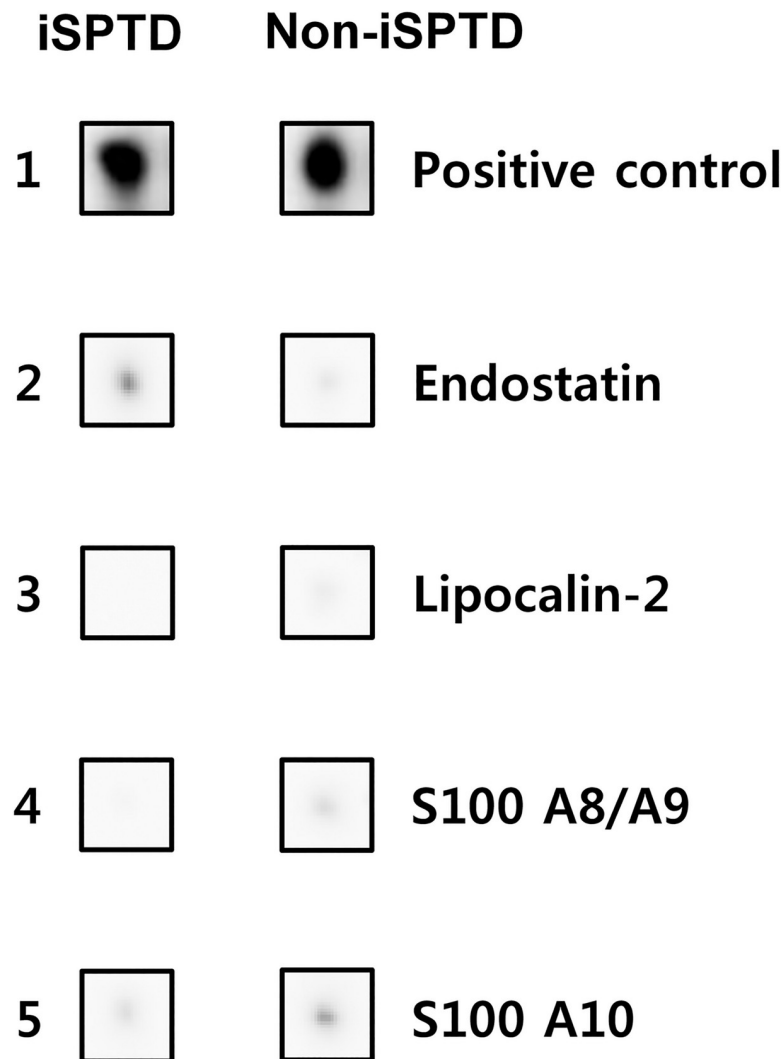 iSPTD Non-iSPTD
1 Positive control
2 Endostatin
3 Lipocalin-2
4 S100 A8/A9
5 S100 A10